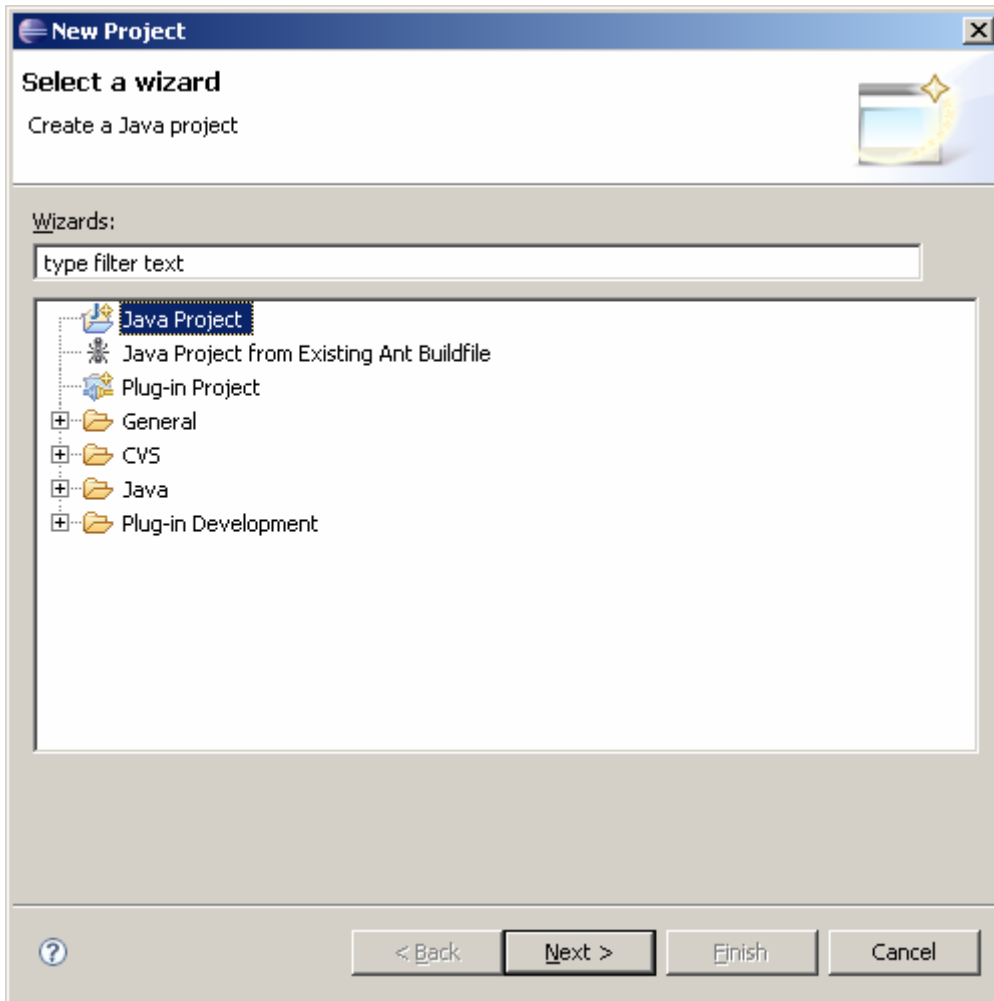 New Project
Select a wizard
Create a Java project
Wizards:
type filter text
Java Project
Java Project from Existing Ant Buildfile
Plug-in Project
General
CVS
Java
Plug-in Development
< Back Next > Finish Cancel